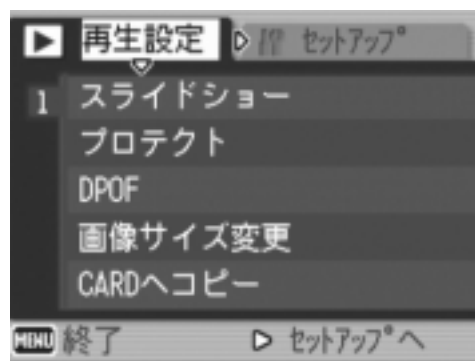 再生設定 セットアップ
1 スライドショー
プロテクト
DPOF
画像サイズ変更
CARDへコピー
MENU 終了 セットアップへ